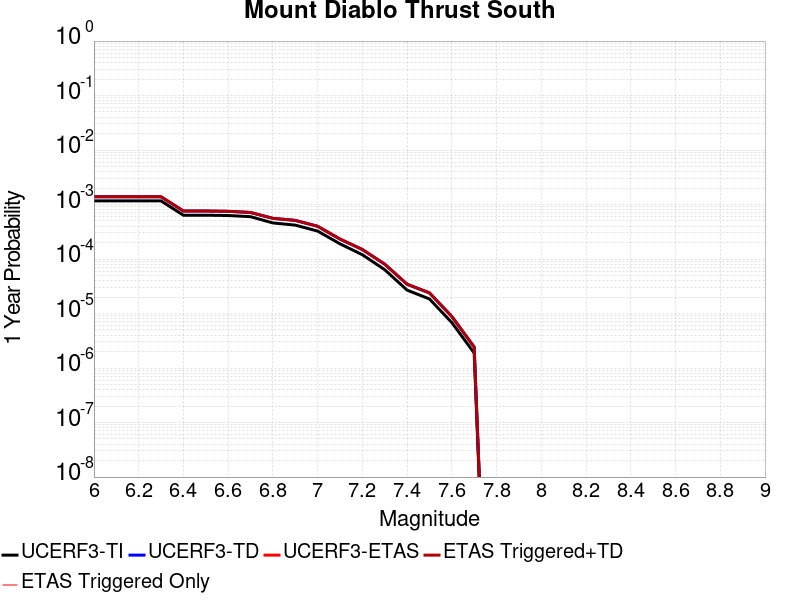 Mount Diablo Thrust South
10^0
10^-1
10^-2
10^-3
10^-4
10^-5
10^-6
10^-7
10^-8
1 Year Probability
6 6.2 6.4 6.6 6.8 7 7.2 7.4 7.6 7.8 8 8.2 8.4 8.6 8.8 9
Magnitude
UCERF3-TI UCERF3-TD UCERF3-ETAS ETAS Triggered+TD
ETAS Triggered Only